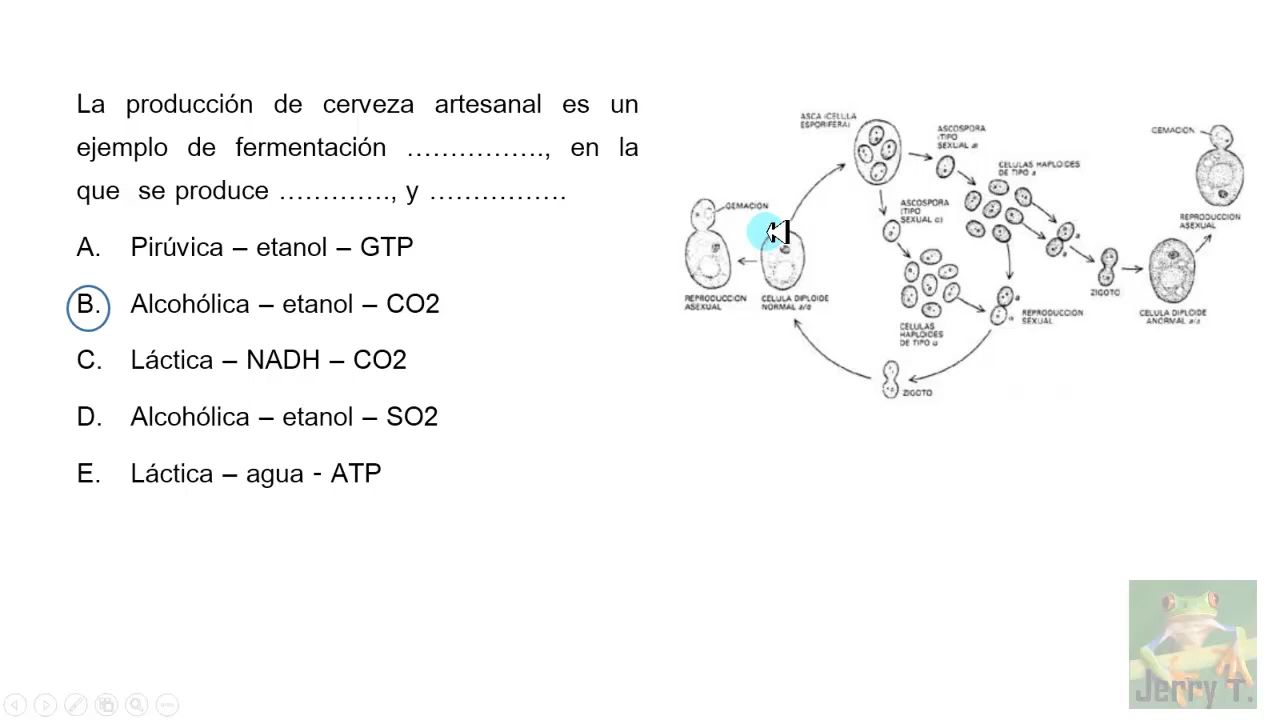 La producción de cerveza artesanal es un
ejemplo de fermentación ……………., en la
que se produce …………., y …………….
A. Pirúvica – etanol – GTP
B. Alcohólica – etanol – CO2
C. Láctica – NADH – CO2
D. Alcohólica – etanol – SO2
E. Láctica – agua - ATP
ASCA (CELULA
ESPORIFERA)
ASCOSPORA
(TIPO
SEXUAL a)
CELULAS HAPLOIDES
DE TIPO a
GEMACION
GEMACION
ASCOSPORA
(TIPO
SEXUAL α)
REPRODUCCION
ASEXUAL
CELULA DIPLOIDE
NORMAL a/α
a
a
ZIGOTO
REPRODUCCION
ASEXUAL
CELULA DIPLOIDE
ANORMAL a/a
CELULAS
HAPLOIDES
DE TIPO α
a
α
REPRODUCCION
SEXUAL
ZIGOTO
Jerry T.